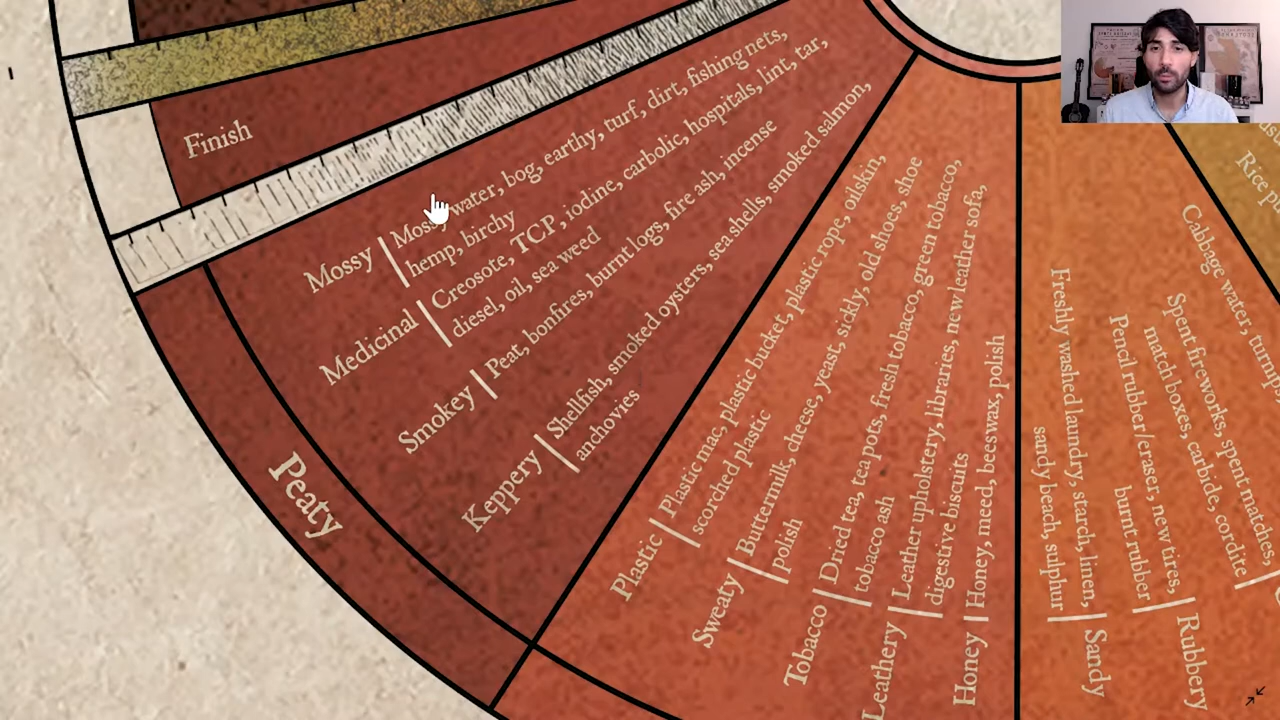 Finish
Mossy
Mossy water, bog, earthy, turf, dirt, fishing nets,
hemp, birchy
Medicinal
Creosote, TCP, iodine, carbolic, hospitals, lint, tar,
diesel, oil, sea weed
Smokey
Peat, bonfires, burnt logs, fire ash, incense
Keppery
Shellfish, smoked oysters, sea shells, smoked salmon,
anchovies
Peaty
Plastic
Plastic mac, plastic bucket, plastic rope, oilskin,
scorched plastic
Sweaty
Buttermilk, cheese, yeast, sickly, old shoes, shoe
polish
Tobacco
Dried tea, tea pots, fresh tobacco, green tobacco,
tobacco ash
Leathery
Leather upholstery, libraries, new leather sofa,
digestive biscuits
Honey
Honey, meed, beeswax, polish
Freshly washed laundry, starch, linen,
sandy beach, sulphur
Sandy
Pencil rubber/eraser, new tires,
burnt rubber
Rubbery
Spent fireworks, spent matches,
match boxes, carbide, cordite
Cabbage water,
Rice